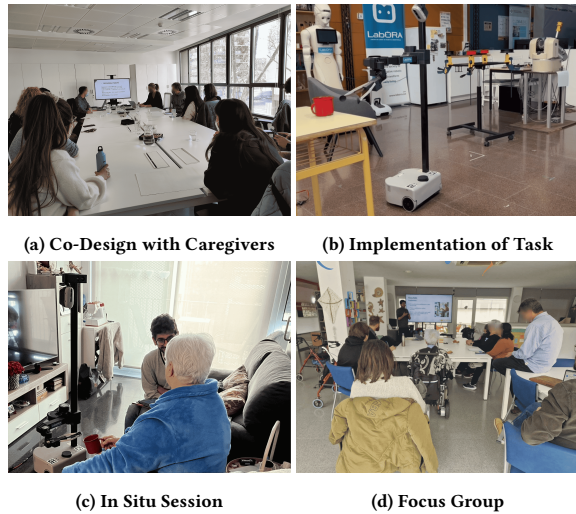 LabORA
(a) Co-Design with Caregivers
(b) Implementation of Task
(c) In Situ Session
(d) Focus Group